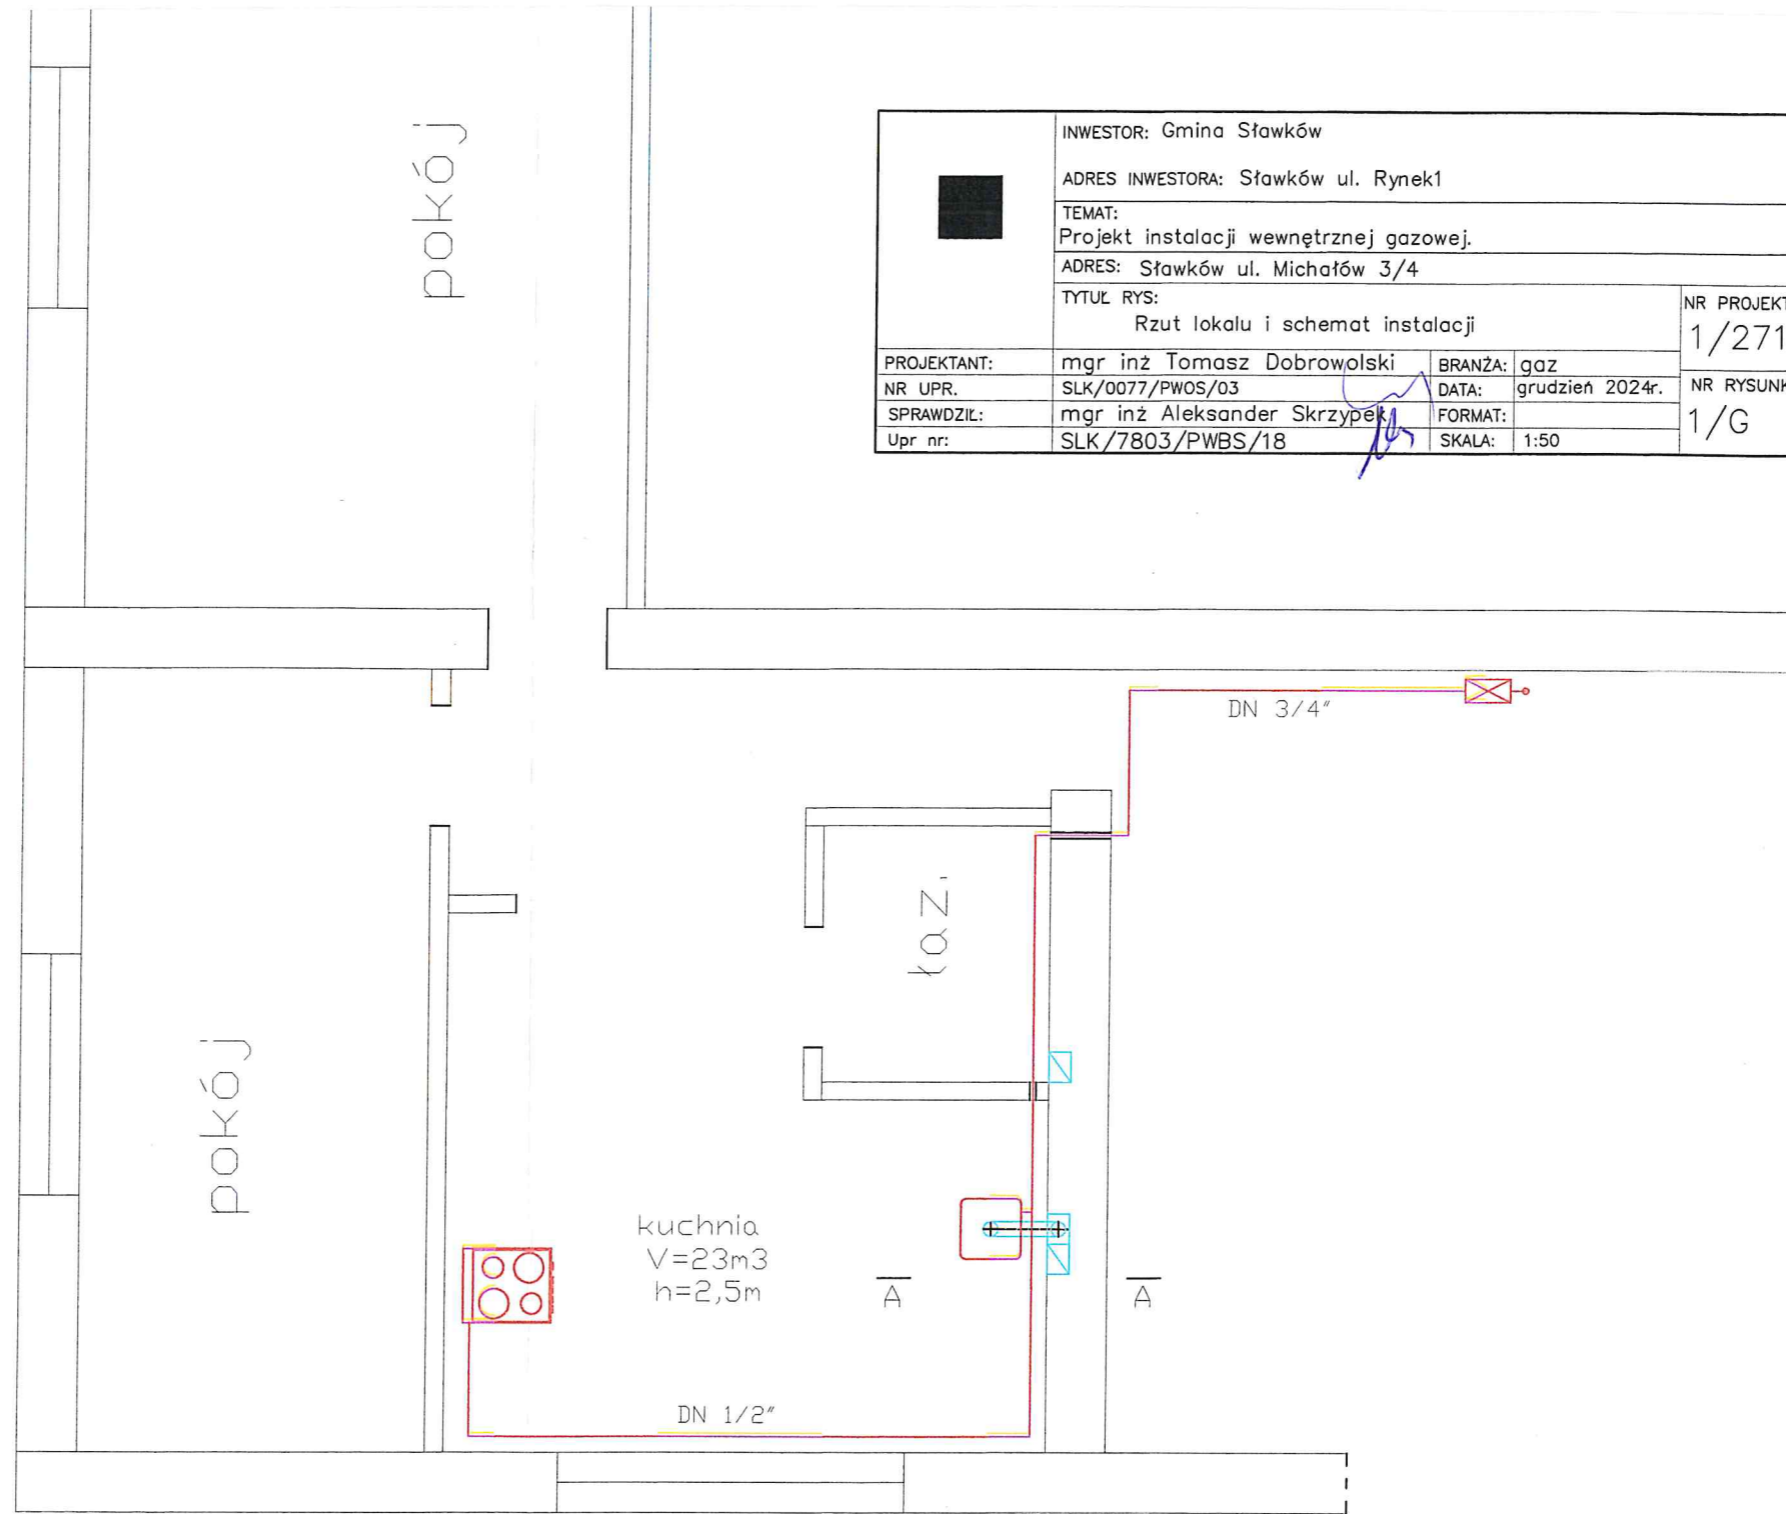 pokój
INWESTOR: Gmina Sławków
ADRES INWESTORA: Sławków ul. Rynek1
TEMAT:
Projekt instalacji wewnętrznej gazowej.
ADRES: Sławków ul. Michałów 3/4
TYTUŁ RYS:
Rzut lokalu i schemat instalacji
NR PROJEKT
1/271
PROJEKTANT: mgr inż Tomasz Dobrowolski BRANŻA: gaz
NR UPR. SLK/0077/PWOS/03 DATA: grudzień 2024r.
NR RYSUNK
1/G
SPRAWDZIŁ: mgr inż Aleksander Skrzypek FORMAT:
Upr nr: SLK/7803/PWBS/18 SKALA: 1:50
DN 3/4"
łaz.
pokój
kuchnia
V=23m3
h=2,5m
A A
DN 1/2"